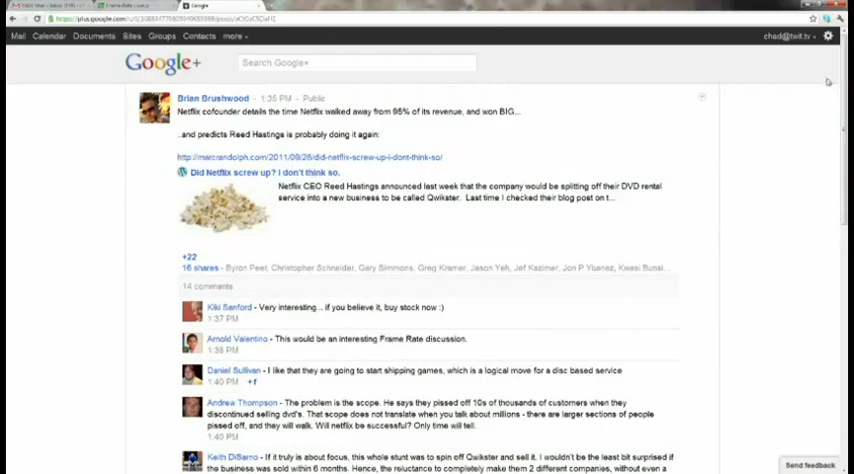 Google
https://plus.google.com
Mail Calendar Documents Sites Groups Contacts more
chad@twit.tv
Google+
Search Google+
Brian Brushwood - 1:35 PM - Public
Netflix cofounder details the time Netflix walked away from 95% of its revenue, and won BIG...
..and predicts Reed Hastings is probably doing it again:
http://marcrandolph.com/2011/09/26/did-netflix-screw-up-i-dont-think-so/
Did Netflix screw up? I don't think so.
Netflix CEO Reed Hastings announced last week that the company would be splitting off their DVD rental
service into a new business to be called Qwikster. Last time I checked their blog post on t...
+22
16 shares - Byron Peet, Christopher Schneider, Gary Simmons, Greg Kramer, Jason Yeh, Jef Kazimer, Jon P Ybanez, Kwesi
14 comments
Kiki Sanford - Very interesting... if you believe it, buy stock now :)
1:37 PM
Arnold Valentino - This would be an interesting Frame Rate discussion.
1:38 PM
Daniel Sullivan - I like that they are going to start shipping games, which is a logical move for a disc based service
1:40 PM +1
Andrew Thompson - The problem is the scope. He says they pissed off 10s of thousands of customers when they
discontinued selling dvd's. That scope does not translate when you talk about millions - there are larger sections of people
pissed off, and they will walk. Will netflix be successful? Only time will tell.
1:40 PM
Keith DiSarno - If it truly is about focus, this whole stunt was to spin off Qwikster and sell it. I wouldn't be the least bit surprised if
the business was sold within 6 months. Hence, the reluctance to completely make them 2 different companies, without even a
Send feedback